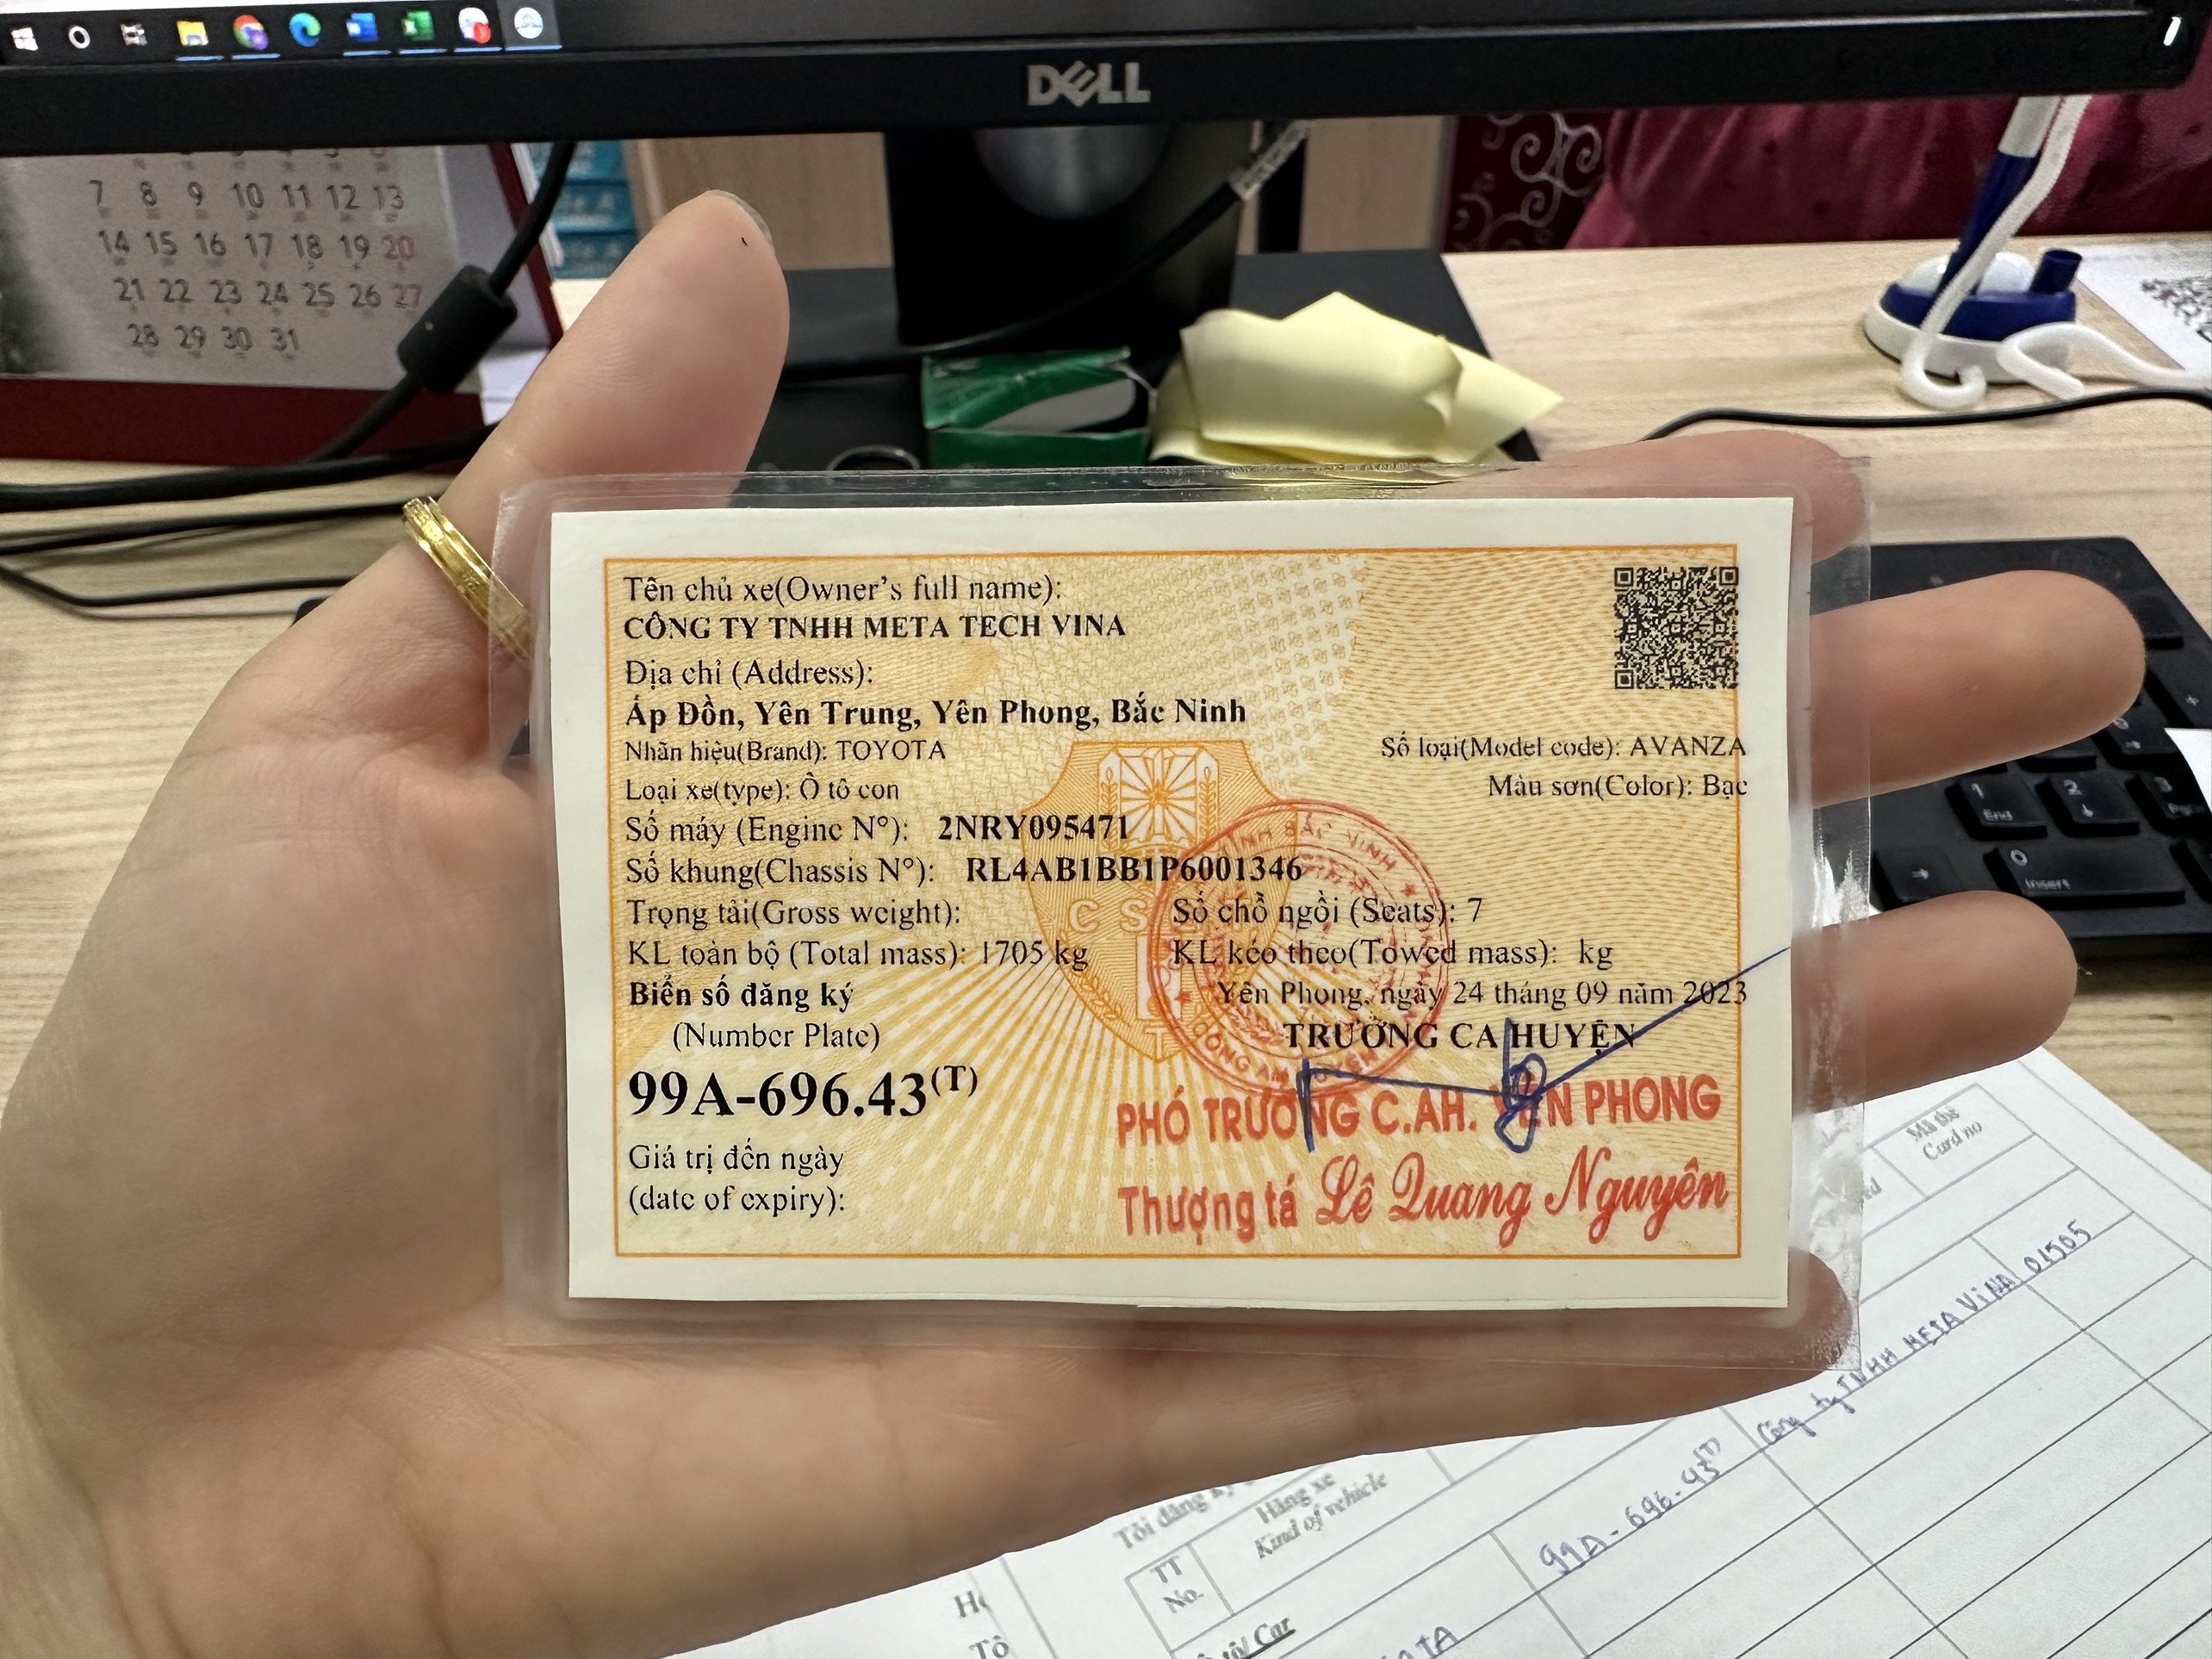 DELL
7 8 9 10 11 12 13
14 15 16 17 18 19 20
21 22 23 24 25 26 27
28 29 30 31
Tên chủ xe(Owner's full name):
CÔNG TY TNHH META TECH VINA
Địa chỉ (Address):
Ấp Đồn, Yên Trung, Yên Phong, Bắc Ninh
Nhãn hiệu(Brand): TOYOTA
Số loại(Model code): AVANZA
Loại xe(type): Ô tô con
Màu sơn(Color): Bạc
Số máy (Engine N°): 2NRY095471
Số khung(Chassis N°): RL4AB1BB1P6001346
Trọng tải(Gross weight):
Số chỗ ngồi (Seats): 7
KL toàn bộ (Total mass): 1705 kg
KL kéo theo(Towed mass): kg
Biển số đăng ký
Yên Phong, ngày 24 tháng 09 năm 2023
(Number Plate)
TRƯỞNG CA HUYỆN
99A-696.43(T)
PHÓ TRƯỞNG C.AH. YÊN PHONG
Giá trị đến ngày
(date of expiry):
Thượng tá Lê Quang Nguyên
1
End
2
3
0
Insert
Mã thẻ
Card no
Công ty TNHH META VINA 01505
99A-696.43(T)
Tôi đăng
Hãng xe
Kind of vehicle
TT
No.
Car